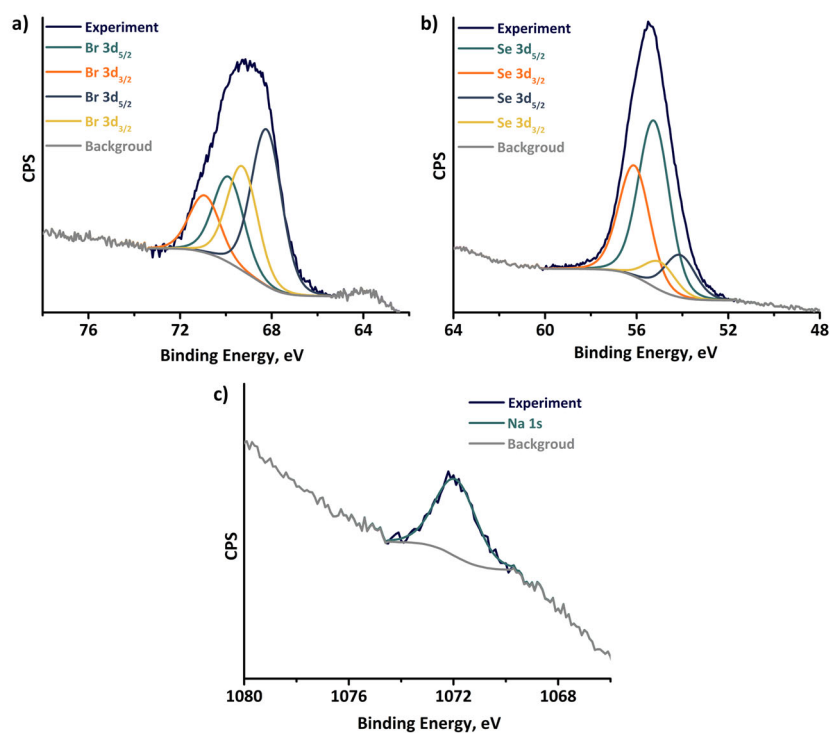 a)
Experiment
Br 3d5/2
Br 3d3/2
Br 3d5/2
Br 3d3/2
Backgroud
CPS
76 72 68 64
Binding Energy, eV
b)
Experiment
Se 3d5/2
Se 3d3/2
Se 3d5/2
Se 3d3/2
Backgroud
CPS
64 60 56 52 48
Binding Energy, eV
c)
Experiment
Na 1s
Backgroud
CPS
1080 1076 1072 1068
Binding Energy, eV